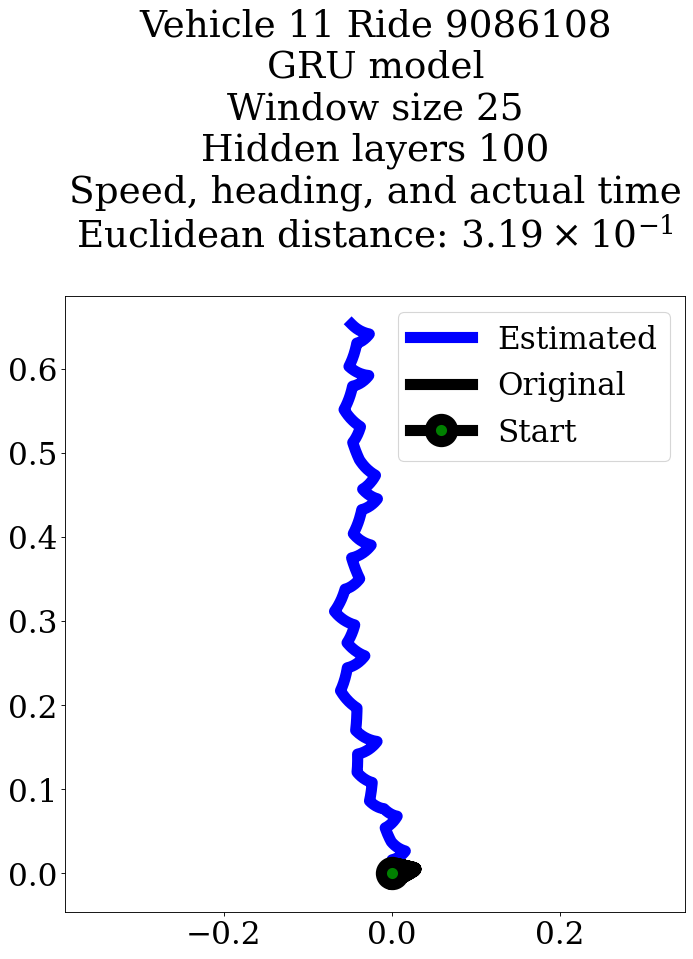 Vehicle 11 Ride 9086108
GRU model
Window size 25
Hidden layers 100
Speed, heading, and actual time
Euclidean distance: 3.19 × 10⁻¹
Estimated
Original
Start
0.6
0.5
0.4
0.3
0.2
0.1
0.0
−0.2 0.0 0.2